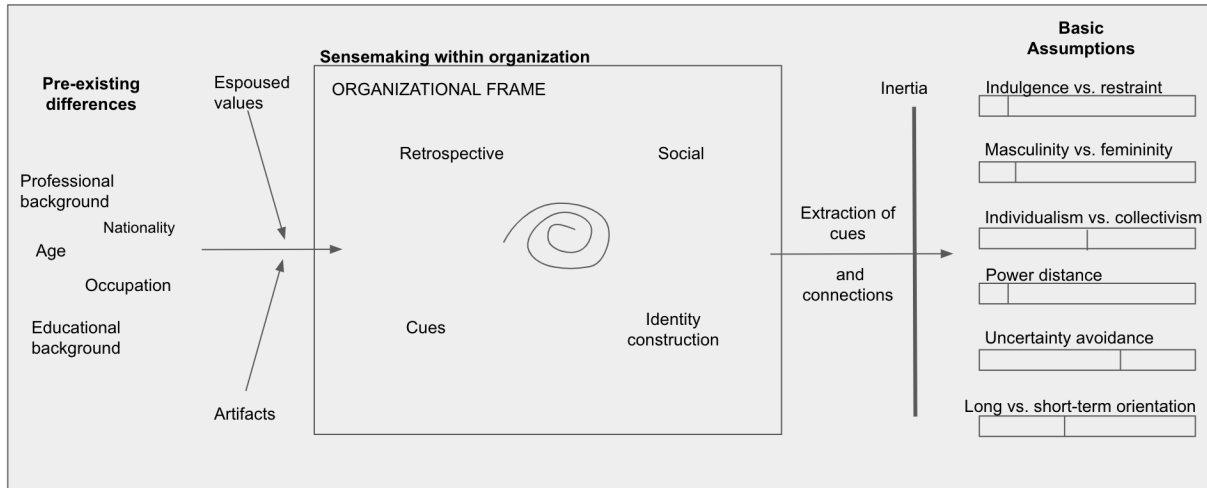 Pre-existing
differences
Professional
background
Nationality
Age
Occupation
Educational
background
Espoused
values
Artifacts
Sensemaking within organization
ORGANIZATIONAL FRAME
Retrospective
Social
Cues
Identity
construction
Extraction of
cues
and
connections
Inertia
Basic
Assumptions
Indulgence vs. restraint
Masculinity vs. femininity
Individualism vs. collectivism
Power distance
Uncertainty avoidance
Long vs. short-term orientation